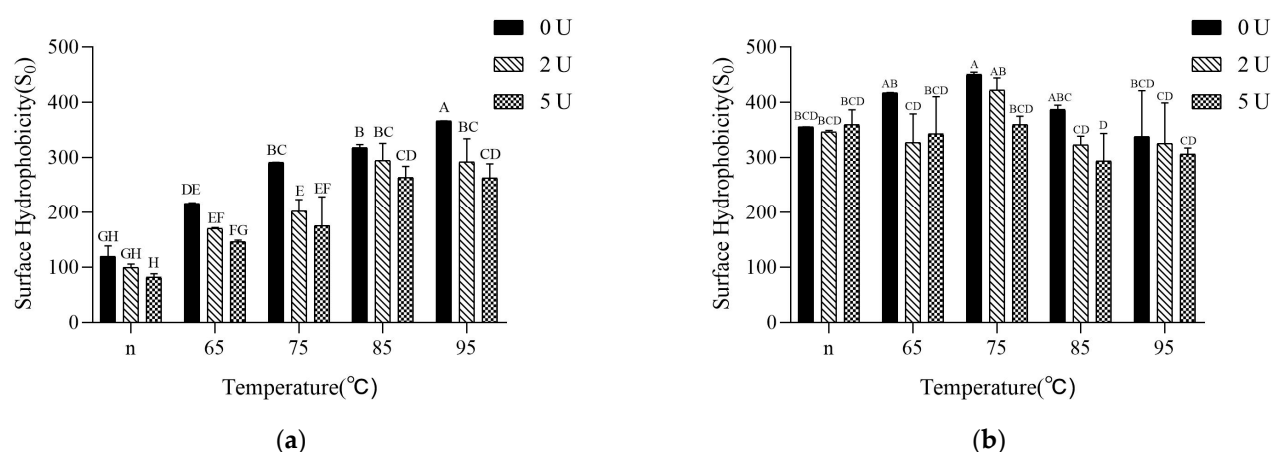 0 U
2 U
5 U
Surface Hydrophobicity(S0)
500
400
300
200
100
0
GH
GH
H
DE
EF
FG
BC
E
EF
B
BC
CD
A
BC
CD
n
65
75
85
95
Temperature(℃)
(a)
0 U
2 U
5 U
Surface Hydrophobicity(S0)
500
400
300
200
100
0
BCD
BCD
BCD
AB
CD
BCD
A
AB
BCD
ABC
CD
D
BCD
CD
CD
n
65
75
85
95
Temperature(℃)
(b)